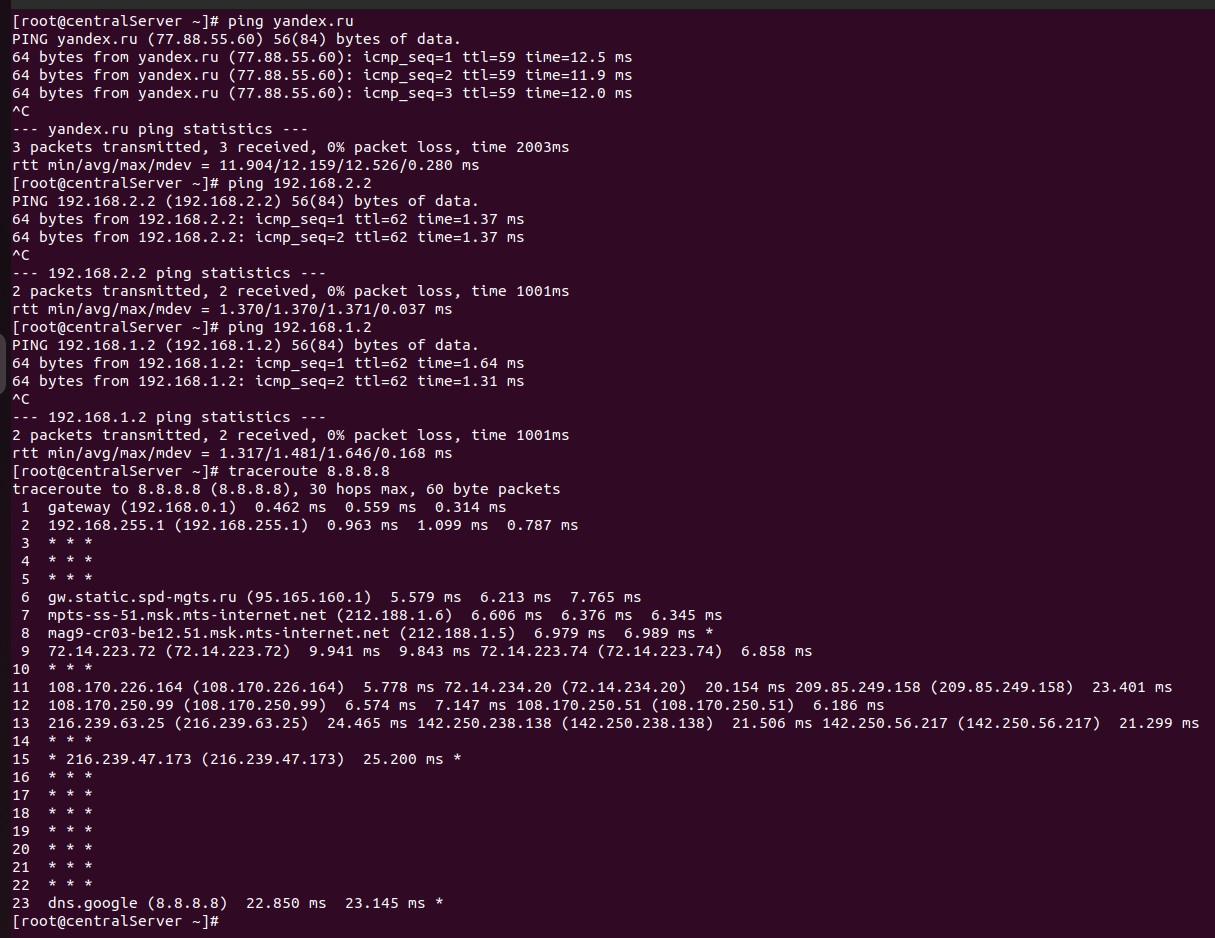 [root@centralServer ~]# ping yandex.ru
PING yandex.ru (77.88.55.60) 56(84) bytes of data.
64 bytes from yandex.ru (77.88.55.60): icmp_seq=1 ttl=59 time=12.5 ms
64 bytes from yandex.ru (77.88.55.60): icmp_seq=2 ttl=59 time=11.9 ms
64 bytes from yandex.ru (77.88.55.60): icmp_seq=3 ttl=59 time=12.0 ms
^C
--- yandex.ru ping statistics ---
3 packets transmitted, 3 received, 0% packet loss, time 2003ms
rtt min/avg/max/mdev = 11.904/12.159/12.526/0.280 ms
[root@centralServer ~]# ping 192.168.2.2
PING 192.168.2.2 (192.168.2.2) 56(84) bytes of data.
64 bytes from 192.168.2.2: icmp_seq=1 ttl=62 time=1.37 ms
64 bytes from 192.168.2.2: icmp_seq=2 ttl=62 time=1.37 ms
^C
--- 192.168.2.2 ping statistics ---
2 packets transmitted, 2 received, 0% packet loss, time 1001ms
rtt min/avg/max/mdev = 1.370/1.370/1.371/0.037 ms
[root@centralServer ~]# ping 192.168.1.2
PING 192.168.1.2 (192.168.1.2) 56(84) bytes of data.
64 bytes from 192.168.1.2: icmp_seq=1 ttl=62 time=1.64 ms
64 bytes from 192.168.1.2: icmp_seq=2 ttl=62 time=1.31 ms
^C
--- 192.168.1.2 ping statistics ---
2 packets transmitted, 2 received, 0% packet loss, time 1001ms
rtt min/avg/max/mdev = 1.317/1.481/1.646/0.168 ms
[root@centralServer ~]# traceroute 8.8.8.8
traceroute to 8.8.8.8 (8.8.8.8), 30 hops max, 60 byte packets
 1  gateway (192.168.0.1)  0.462 ms  0.559 ms  0.314 ms
 2  192.168.255.1 (192.168.255.1)  0.963 ms  1.099 ms  0.787 ms
 3  * * *
 4  * * *
 5  * * *
 6  gw.static.spd-mgts.ru (95.165.160.1)  5.579 ms  6.213 ms  7.765 ms
 7  mpts-ss-51.msk.mts-internet.net (212.188.1.6)  6.606 ms  6.376 ms  6.345 ms
 8  mag9-cr03-be12.51.msk.mts-internet.net (212.188.1.5)  6.979 ms  6.989 ms *
 9  72.14.223.72 (72.14.223.72)  9.941 ms  9.843 ms 72.14.223.74 (72.14.223.74)  6.858 ms
10  * * *
11  108.170.226.164 (108.170.226.164)  5.778 ms 72.14.234.20 (72.14.234.20)  20.154 ms 209.85.249.158 (209.85.249.158)  23.401 ms
12  108.170.250.99 (108.170.250.99)  6.574 ms  7.147 ms 108.170.250.51 (108.170.250.51)  6.186 ms
13  216.239.63.25 (216.239.63.25)  24.465 ms 142.250.238.138 (142.250.238.138)  21.506 ms 142.250.56.217 (142.250.56.217)  21.299 ms
14  * * *
15  * 216.239.47.173 (216.239.47.173)  25.200 ms *
16  * * *
17  * * *
18  * * *
19  * * *
20  * * *
21  * * *
22  * * *
23  dns.google (8.8.8.8)  22.850 ms  23.145 ms *
[root@centralServer ~]#